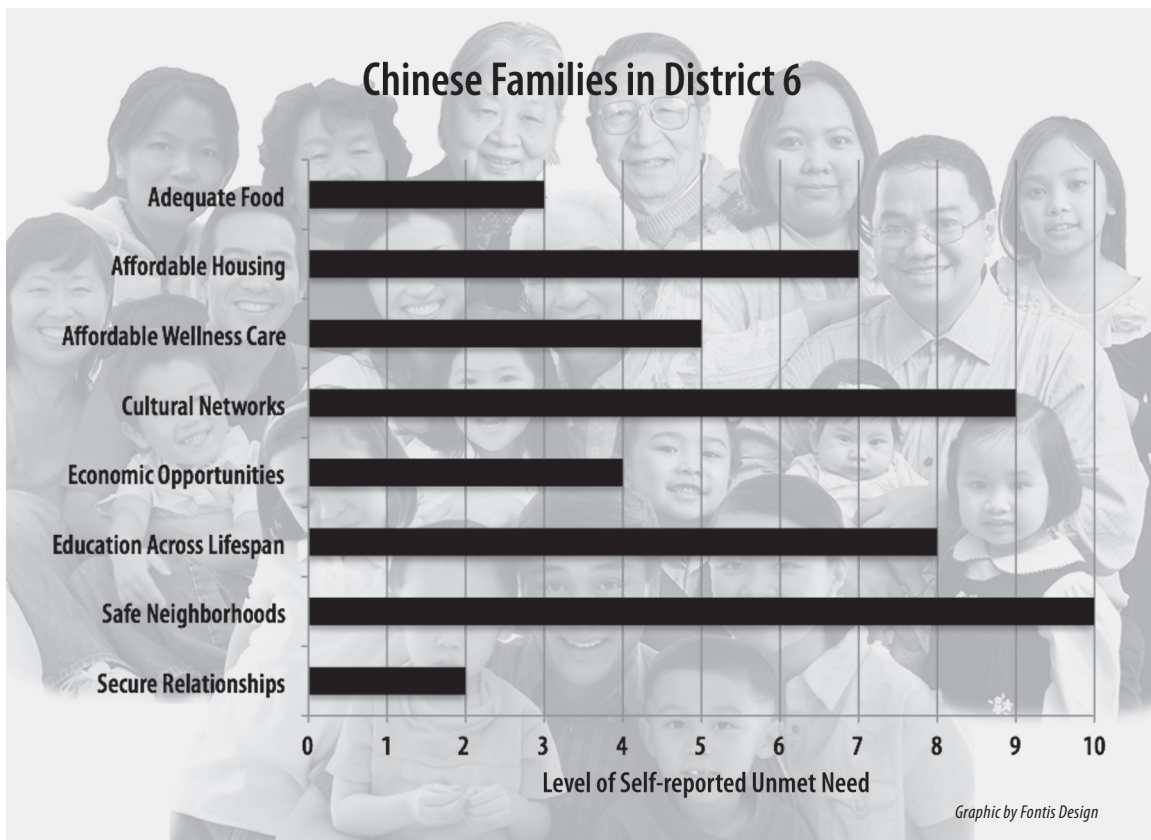 Chinese Families in District 6
Adequate Food
Affordable Housing
Affordable Wellness Care
Cultural Networks
Economic Opportunities
Education Across Lifespan
Safe Neighborhoods
Secure Relationships
0 1 2 3 4 5 6 7 8 9 10
Level of Self-reported Unmet Need
Graphic by Fontis Design